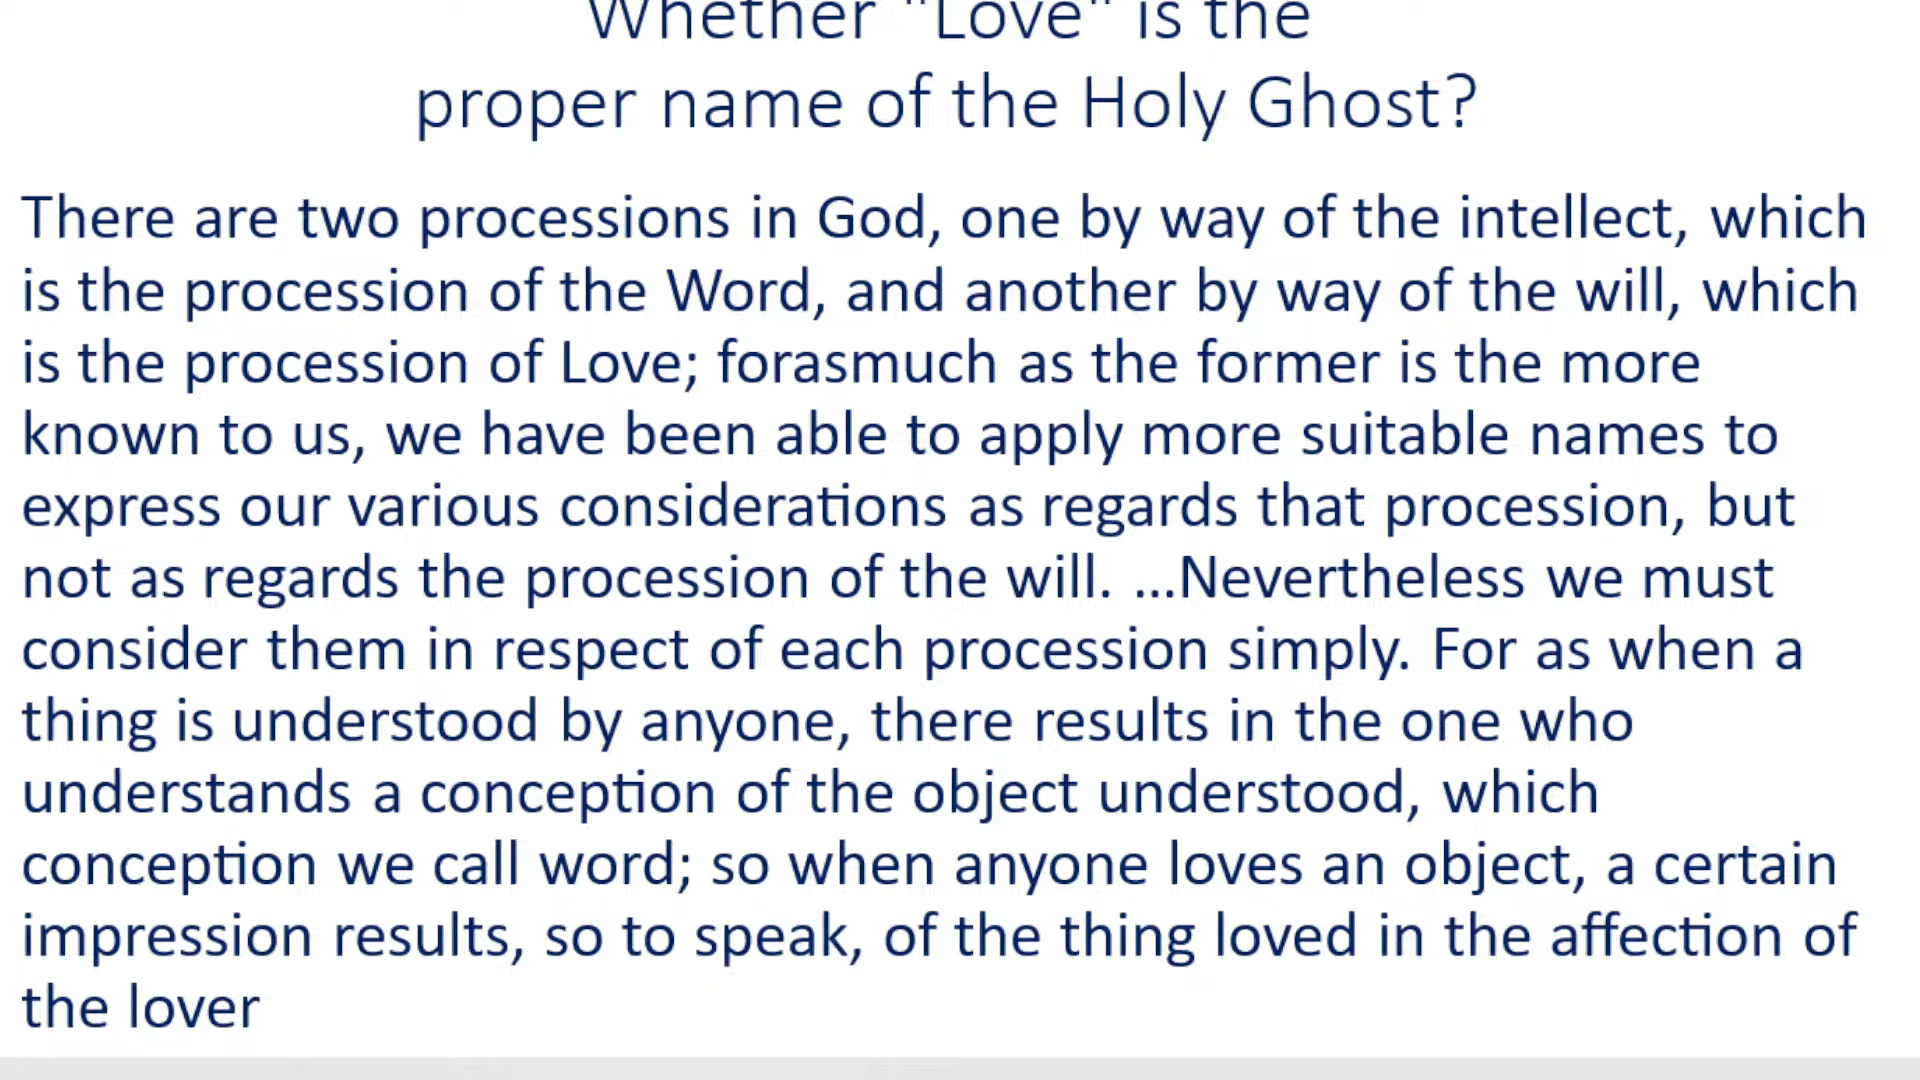 Whether "Love" is the
proper name of the Holy Ghost?
There are two processions in God, one by way of the intellect, which
is the procession of the Word, and another by way of the will, which
is the procession of Love; forasmuch as the former is the more
known to us, we have been able to apply more suitable names to
express our various considerations as regards that procession, but
not as regards the procession of the will. ...Nevertheless we must
consider them in respect of each procession simply. For as when a
thing is understood by anyone, there results in the one who
understands a conception of the object understood, which
conception we call word; so when anyone loves an object, a certain
impression results, so to speak, of the thing loved in the affection of
the lover